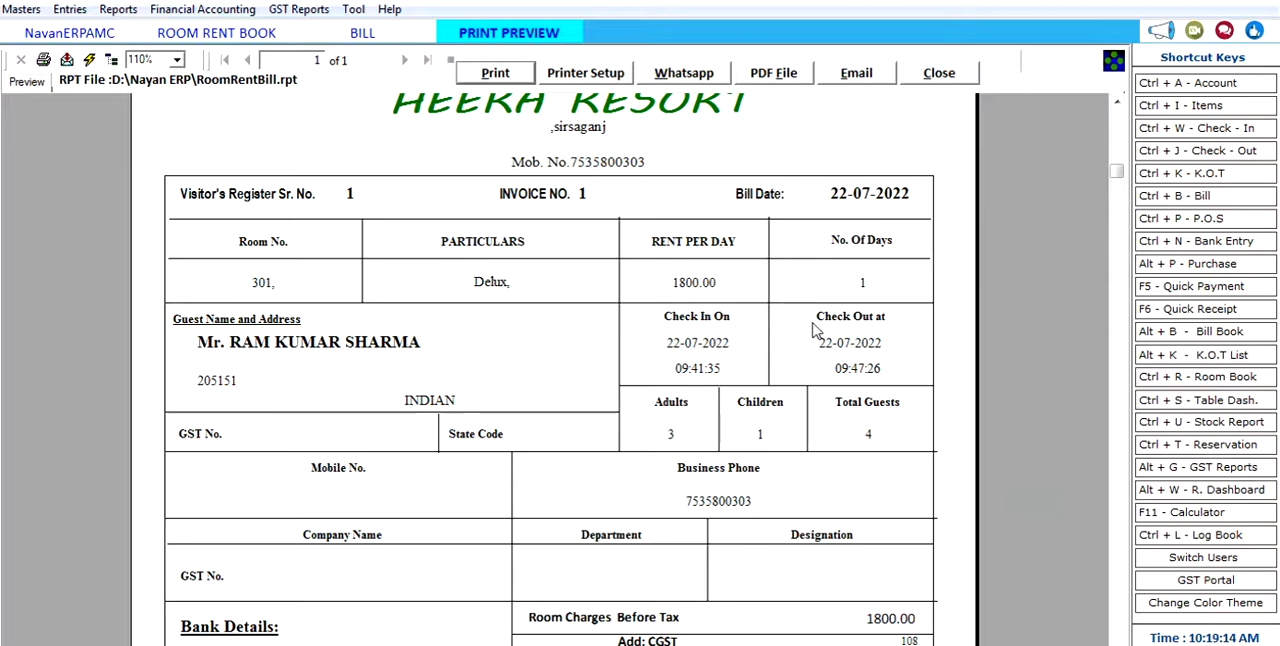 Masters Entries Reports Financial Accounting GST Reports Tool Help
NavanERPAMC ROOM RENT BOOK BILL PRINT PREVIEW
110% 1 of 1
Print Printer Setup Whatsapp PDF File Email Close
Preview RPT File :D:\Nayan ERP\RoomRentBill.rpt
HEERA RESORT
,sirsaganj
Mob. No.7535800303
Visitor's Register Sr. No. 1 INVOICE NO. 1 Bill Date: 22-07-2022
Room No. PARTICULARS RENT PER DAY No. Of Days
301, Delux, 1800.00 1
Guest Name and Address Check In On Check Out at
Mr. RAM KUMAR SHARMA 22-07-2022 22-07-2022
09:41:35 09:47:26
205151
INDIAN Adults Children Total Guests
GST No. State Code 3 1 4
Mobile No. Business Phone
7535800303
Company Name Department Designation
GST No.
Bank Details: Room Charges Before Tax 1800.00
Add: CGST 108
Shortcut Keys
Ctrl + A - Account
Ctrl + I - Items
Ctrl + W - Check - In
Ctrl + J - Check - Out
Ctrl + K - K.O.T
Ctrl + B - Bill
Ctrl + P - P.O.S
Ctrl + N - Bank Entry
Alt + P - Purchase
F5 - Quick Payment
F6 - Quick Receipt
Alt + B - Bill Book
Alt + K - K.O.T List
Ctrl + R - Room Book
Ctrl + S - Table Dash.
Ctrl + U - Stock Report
Ctrl + T - Reservation
Alt + G - GST Reports
Alt + W - R. Dashboard
F11 - Calculator
Ctrl + L - Log Book
Switch Users
GST Portal
Change Color Theme
Time : 10:19:14 AM